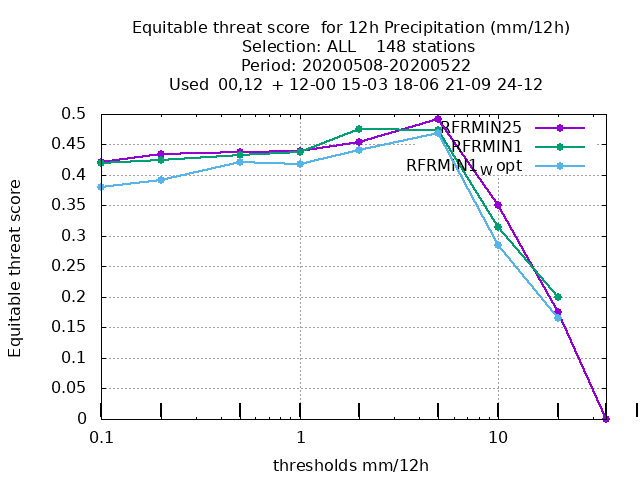 Equitable threat score for 12h Precipitation (mm/12h)
Selection: ALL 148 stations
Period: 20200508-20200522
Used 00,12 + 12-00 15-03 18-06 21-09 24-12
RFRMIN25
RFRMIN1
RFRMIN1wopt
0.5
0.45
0.4
0.35
0.3
0.25
0.2
0.15
0.1
0.05
0
Equitable threat score
0.1 1 10
thresholds mm/12h